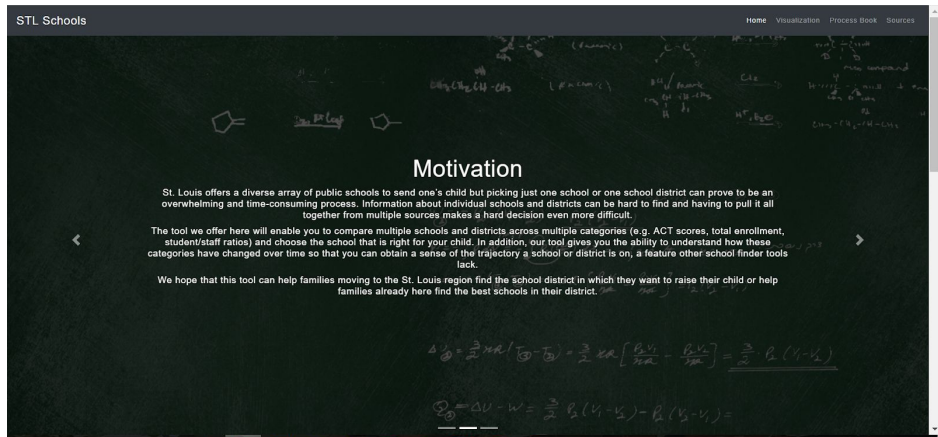 STL Schools
Home Visualization Process Book Sources
Motivation
St. Louis offers a diverse array of public schools to send one's child but picking just one school or one school district can prove to be an
overwhelming and time-consuming process. Information about individual schools and districts can be hard to find and having to pull it all
together from multiple sources makes a hard decision even more difficult.
The tool we offer here will enable you to compare multiple schools and districts across multiple categories (e.g. ACT scores, total enrollment,
student/staff ratios) and choose the school that is right for your child. In addition, our tool gives you the ability to understand how these
categories have changed over time so that you can obtain a sense of the trajectory a school or district is on, a feature other school finder tools
lack.
We hope that this tool can help families moving to the St. Louis region find the school district in which they want to raise their child or help
families already here find the best schools in their district.